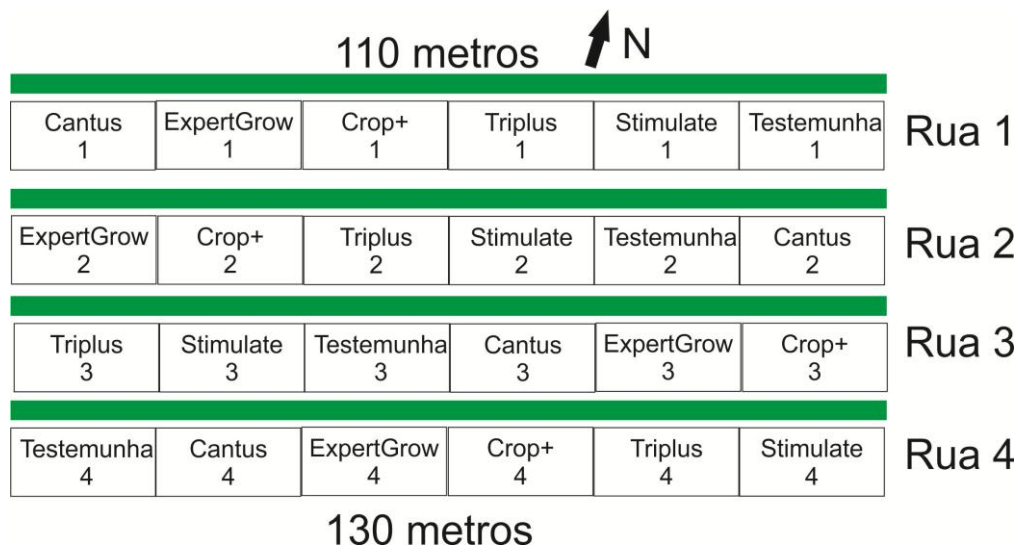 110 metros
N
Cantus ExpertGrow Crop+ Triplus Stimulate Testemunha
1 1 1 1 1 1
Rua 1
ExpertGrow Crop+ Triplus Stimulate Testemunha Cantus
2 2 2 2 2 2
Rua 2
Triplus Stimulate Testemunha Cantus ExpertGrow Crop+
3 3 3 3 3 3
Rua 3
Testemunha Cantus ExpertGrow Crop+ Triplus Stimulate
4 4 4 4 4 4
Rua 4
130 metros